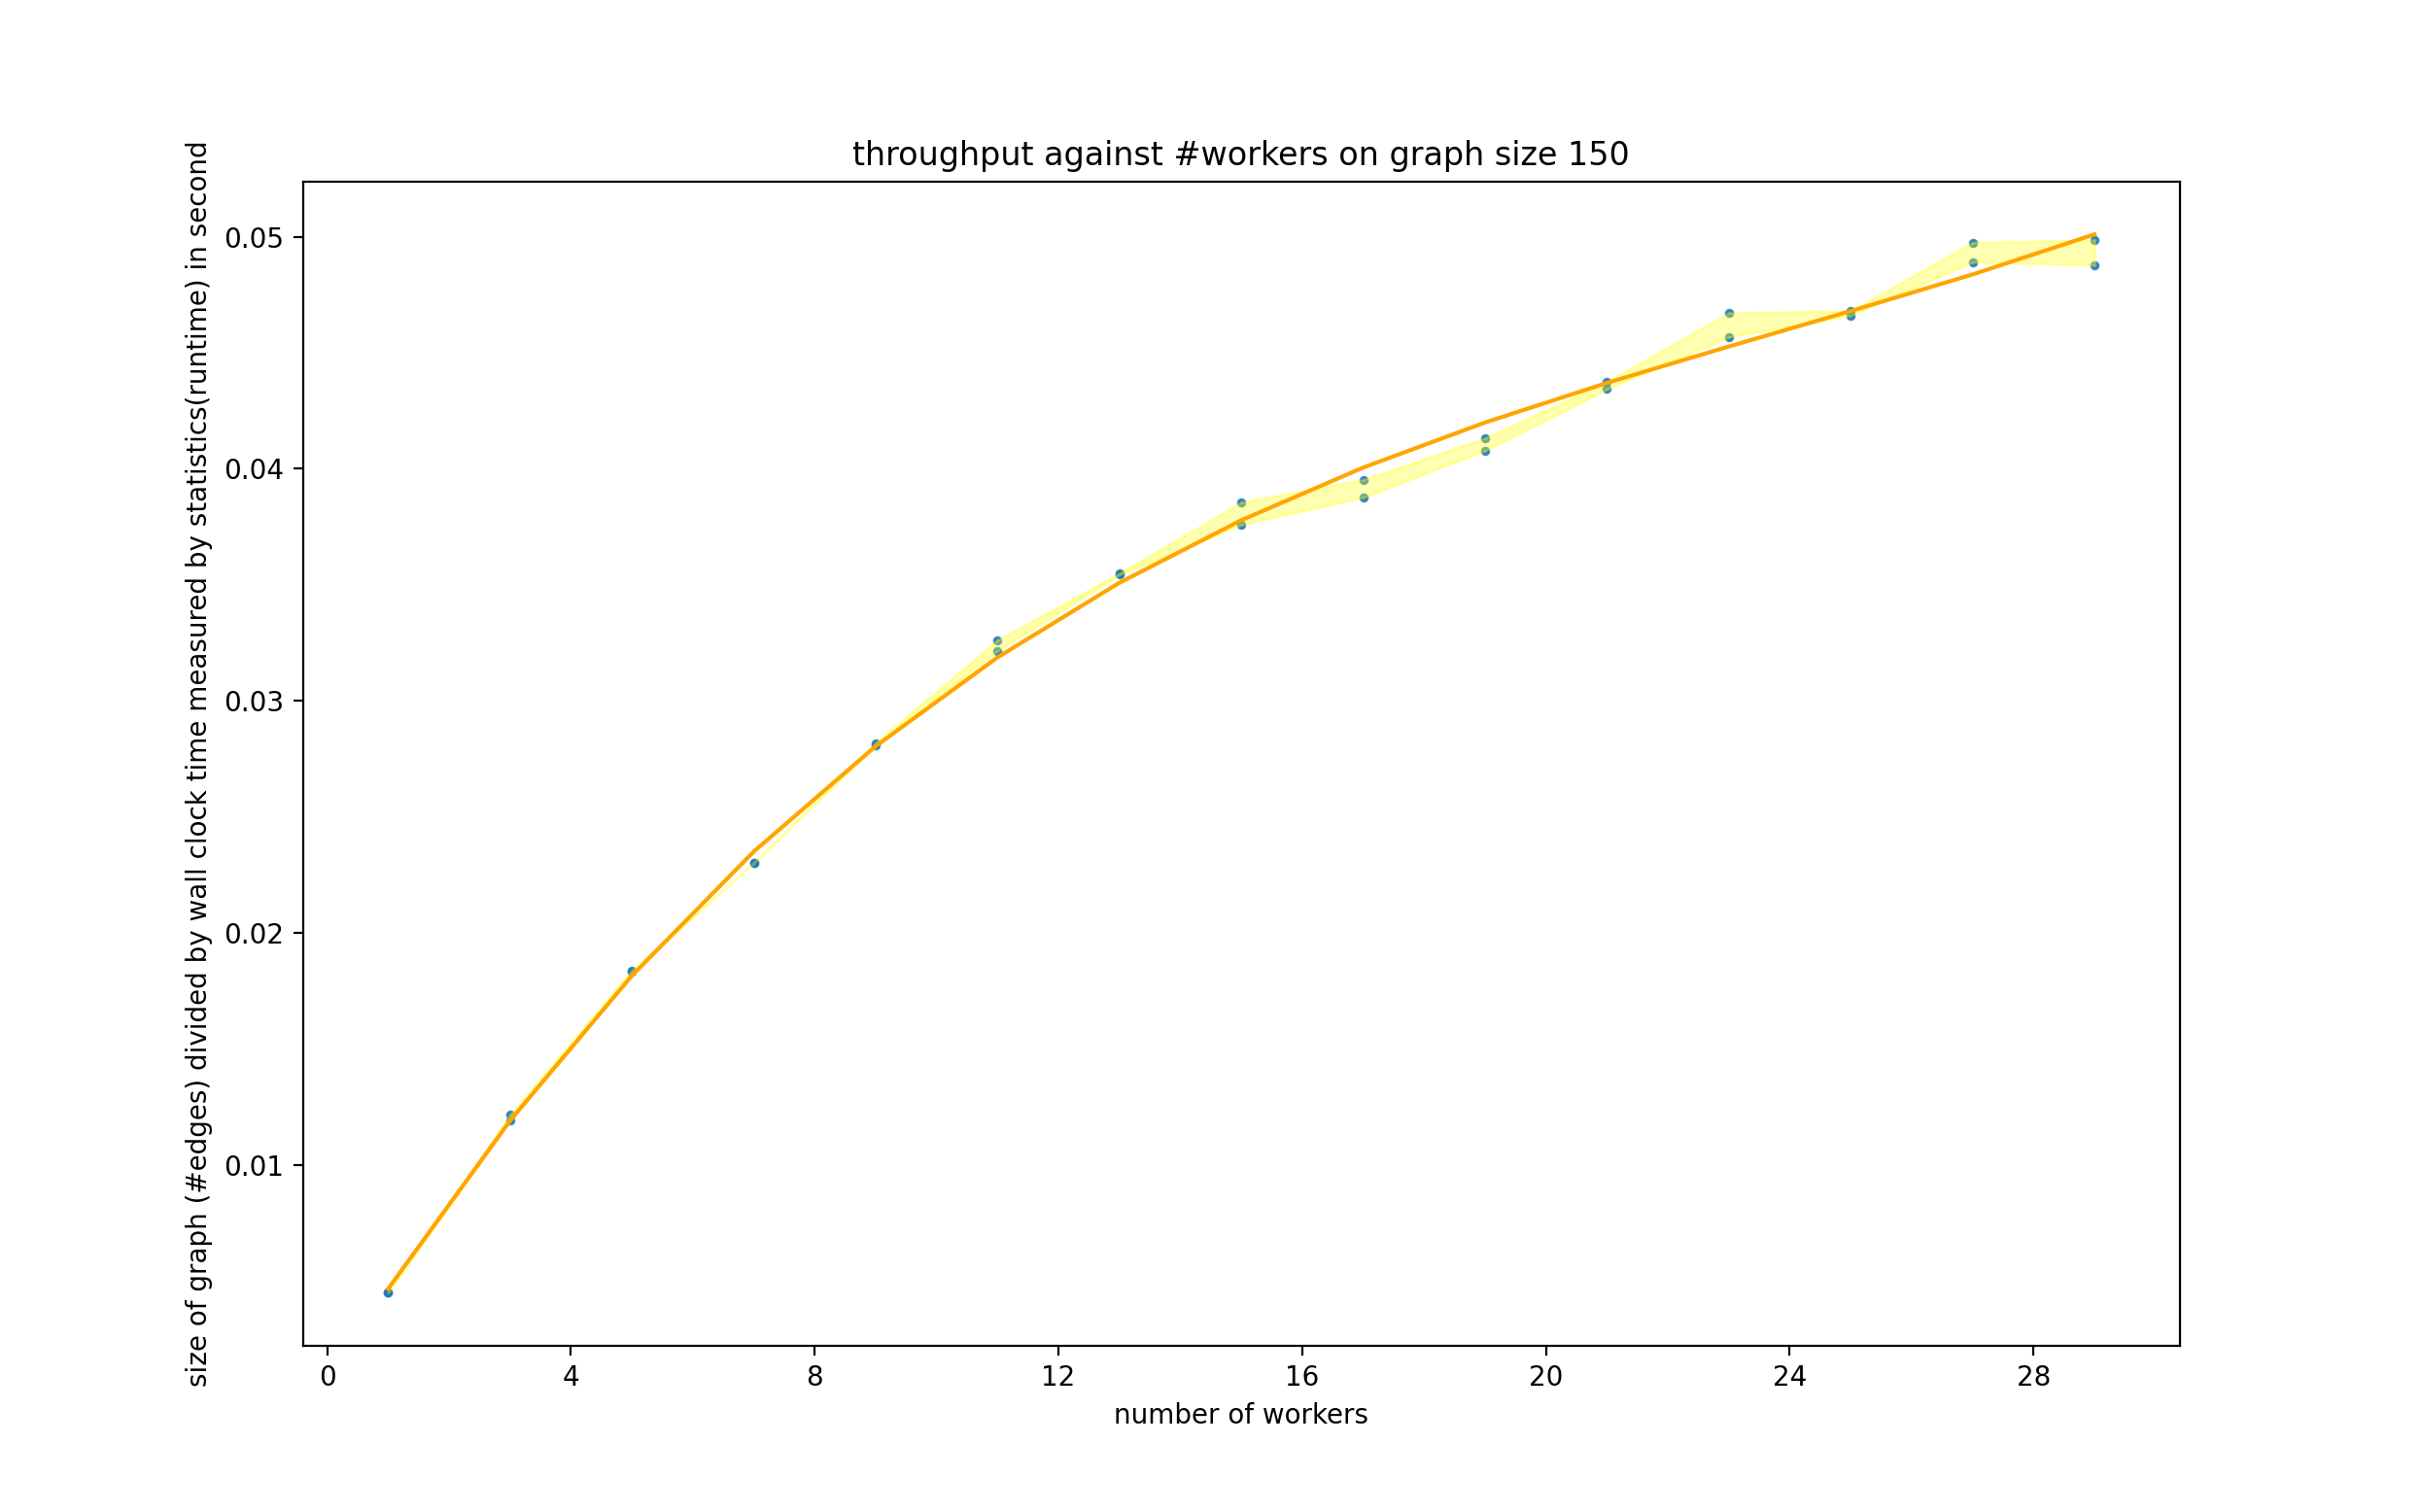 throughput against #workers on graph size 150
size of graph (#edges) divided by wall clock time measured by statistics(runtime) in second
0.05
0.04
0.03
0.02
0.01
0 4 8 12 16 20 24 28
number of workers